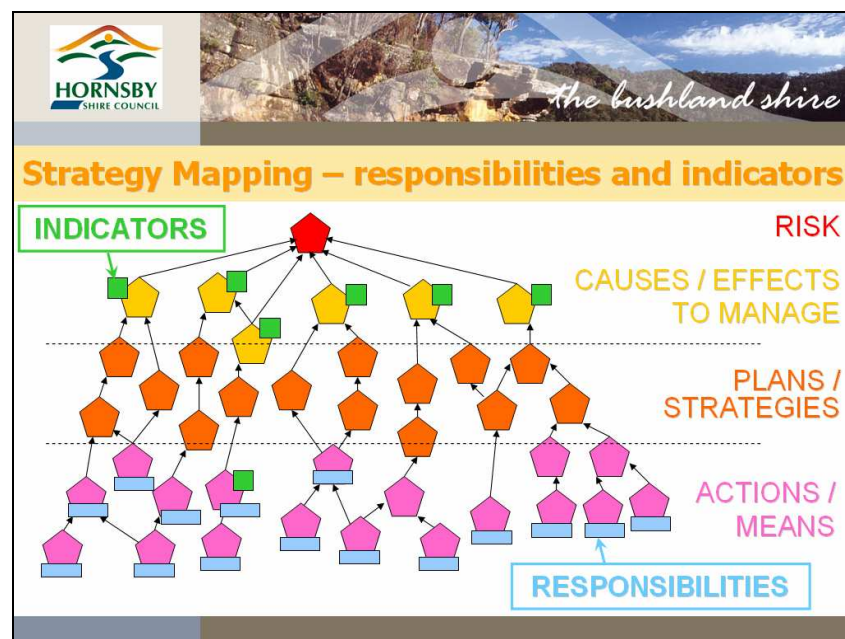 HORNSBY
SHIRE COUNCIL
the bushland shire
Strategy Mapping – responsibilities and indicators
INDICATORS
RISK
CAUSES / EFFECTS
TO MANAGE
PLANS /
STRATEGIES
ACTIONS /
MEANS
RESPONSIBILITIES